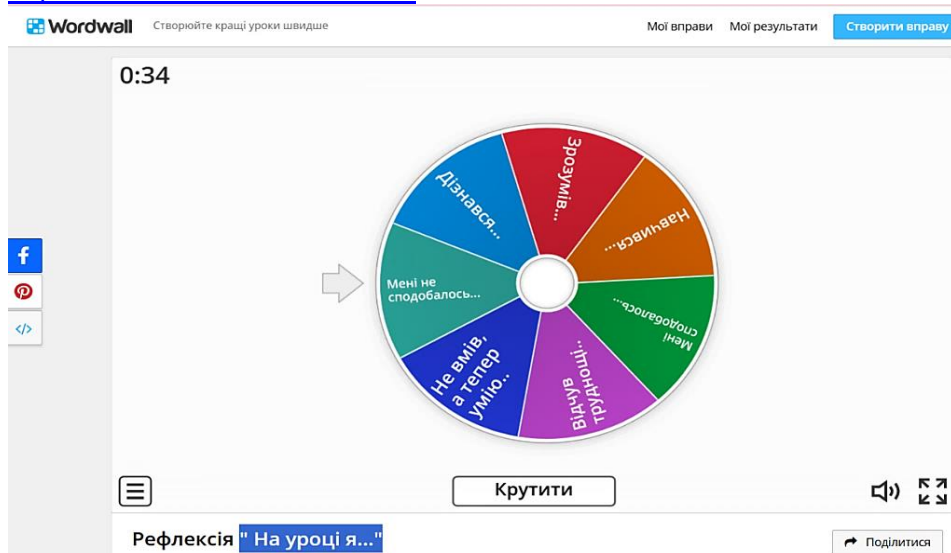 Wordwall Створюйте кращі уроки швидше Мої вправи Мої результати Створити вправу
0:34
Зрозумів...
Дізнався...
Навчився
...
Мені не
сподобалось...
Мені
сподобалось...
Не вмів,
а тепер
умію..
Відчув
труднощі..
Крутити
Рефлексія " На уроці я..."
Поділитися